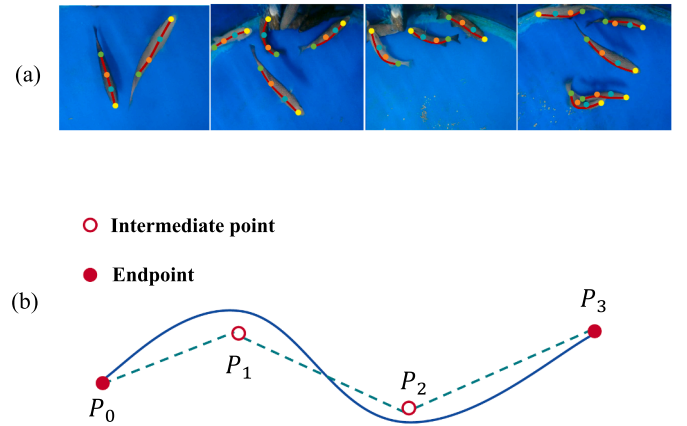 (a)
Intermediate point
Endpoint
(b)
P₃
P₁
P₂
P₀